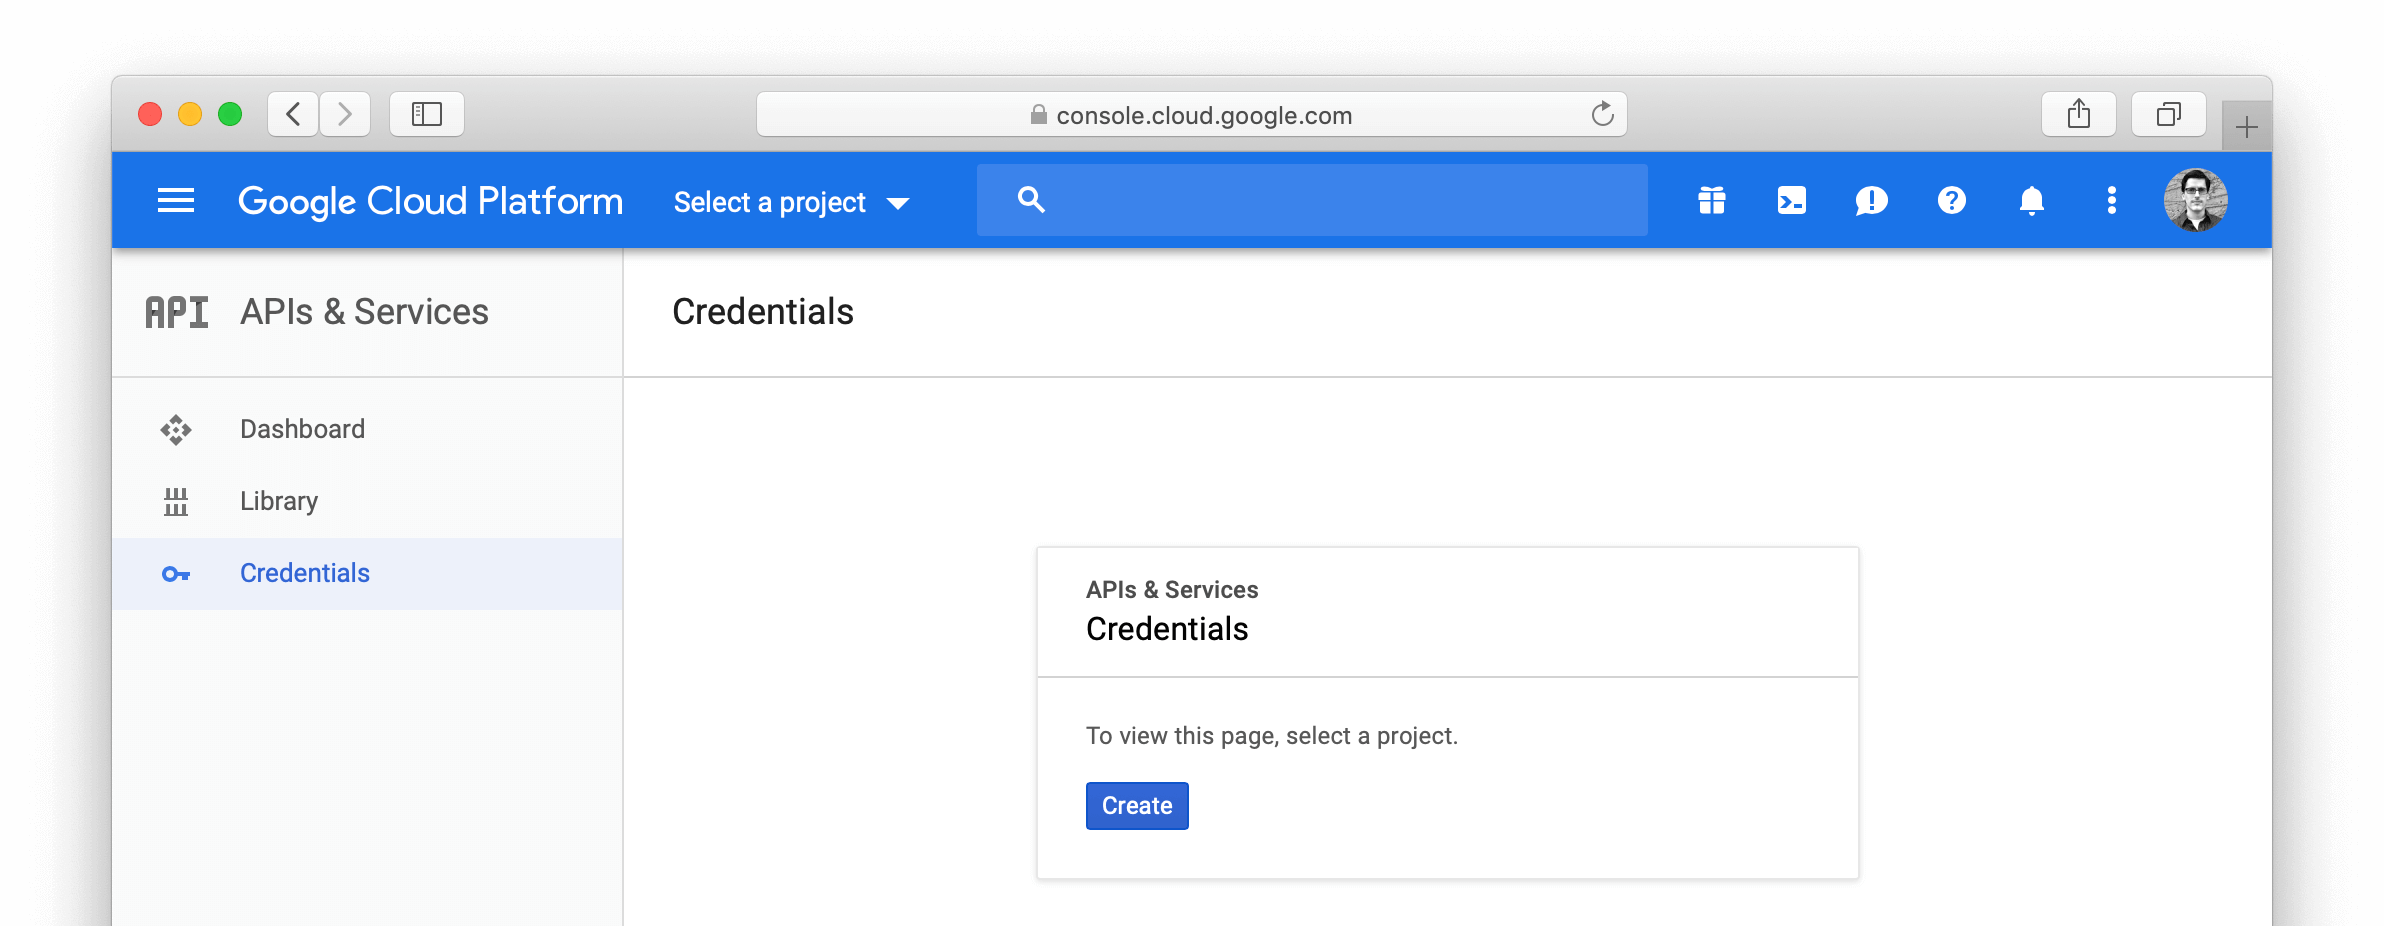 console.cloud.google.com
Google Cloud Platform
Select a project
API APIs & Services
Credentials
Dashboard
Library
Credentials
APIs & Services
Credentials
To view this page, select a project.
Create